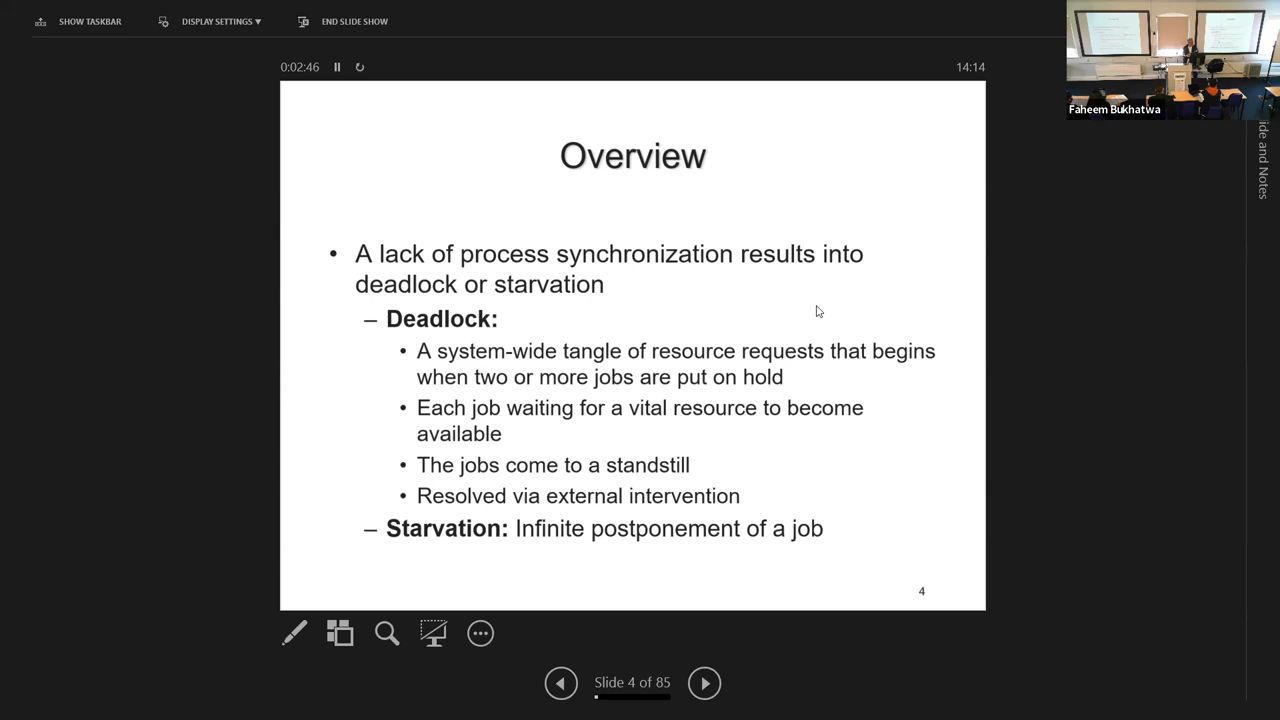 SHOW TASKBAR
DISPLAY SETTINGS ▾
END SLIDE SHOW
0:02:46
14:14
Faheem Bukhatwa
ide and Notes
Overview
• A lack of process synchronization results into
deadlock or starvation
– Deadlock:
• A system-wide tangle of resource requests that begins
when two or more jobs are put on hold
• Each job waiting for a vital resource to become
available
• The jobs come to a standstill
• Resolved via external intervention
– Starvation: Infinite postponement of a job
4
Slide 4 of 85